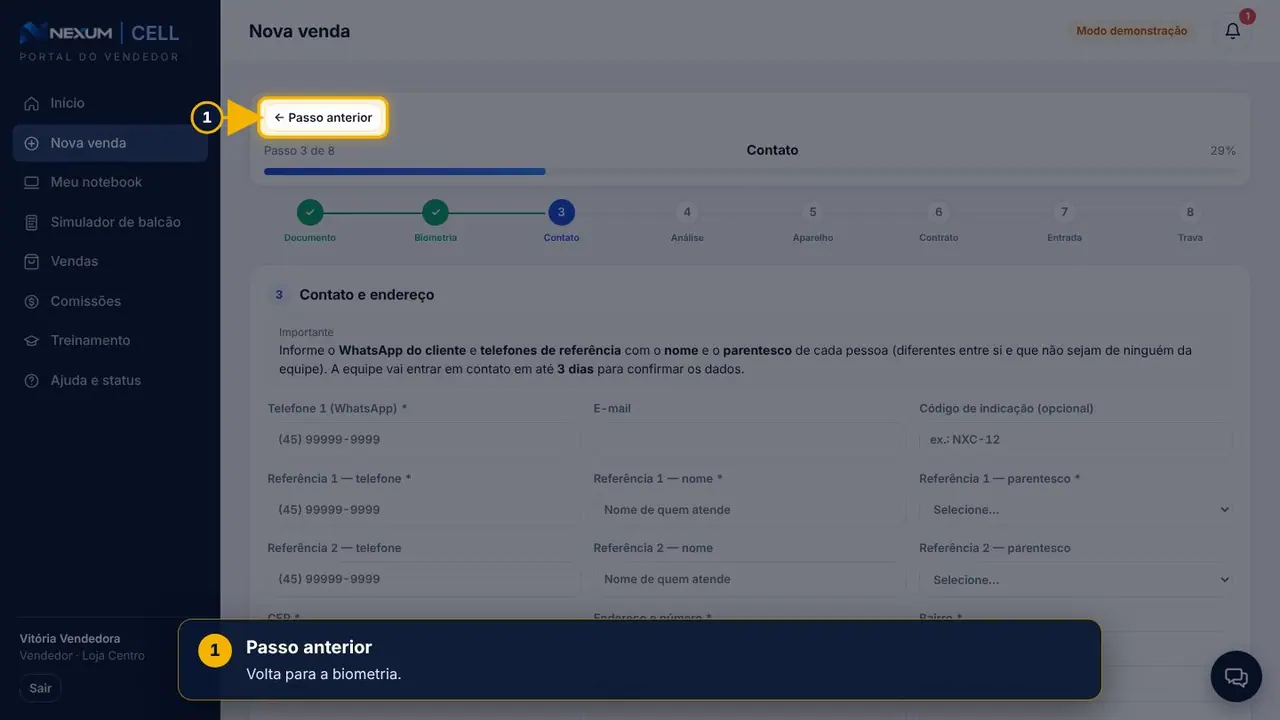 NEXUM | CELL
PORTAL DO VENDEDOR
Início
Nova venda
Meu notebook
Simulador de balcão
Vendas
Comissões
Treinamento
Ajuda e status
Vitória Vendedora
Vendedor · Loja Centro
Sair
Nova venda
Modo demonstração
1
1
← Passo anterior
Passo 3 de 8
Contato
29%
3 4 5 6 7 8
Documento Biometria Contato Análise Aparelho Contrato Entrada Trava
3 Contato e endereço
Importante
Informe o WhatsApp do cliente e telefones de referência com o nome e o parentesco de cada pessoa (diferentes entre si e que não sejam de ninguém da
equipe). A equipe vai entrar em contato em até 3 dias para confirmar os dados.
Telefone 1 (WhatsApp) * E-mail Código de indicação (opcional)
(45) 99999-9999 ex.: NXC-12
Referência 1 — telefone * Referência 1 — nome * Referência 1 — parentesco *
(45) 99999-9999 Nome de quem atende Selecione...
Referência 2 — telefone Referência 2 — nome Referência 2 — parentesco
(45) 99999-9999 Nome de quem atende Selecione...
CEP * Endereço e número * Bairro *
1 Passo anterior
Volta para a biometria.